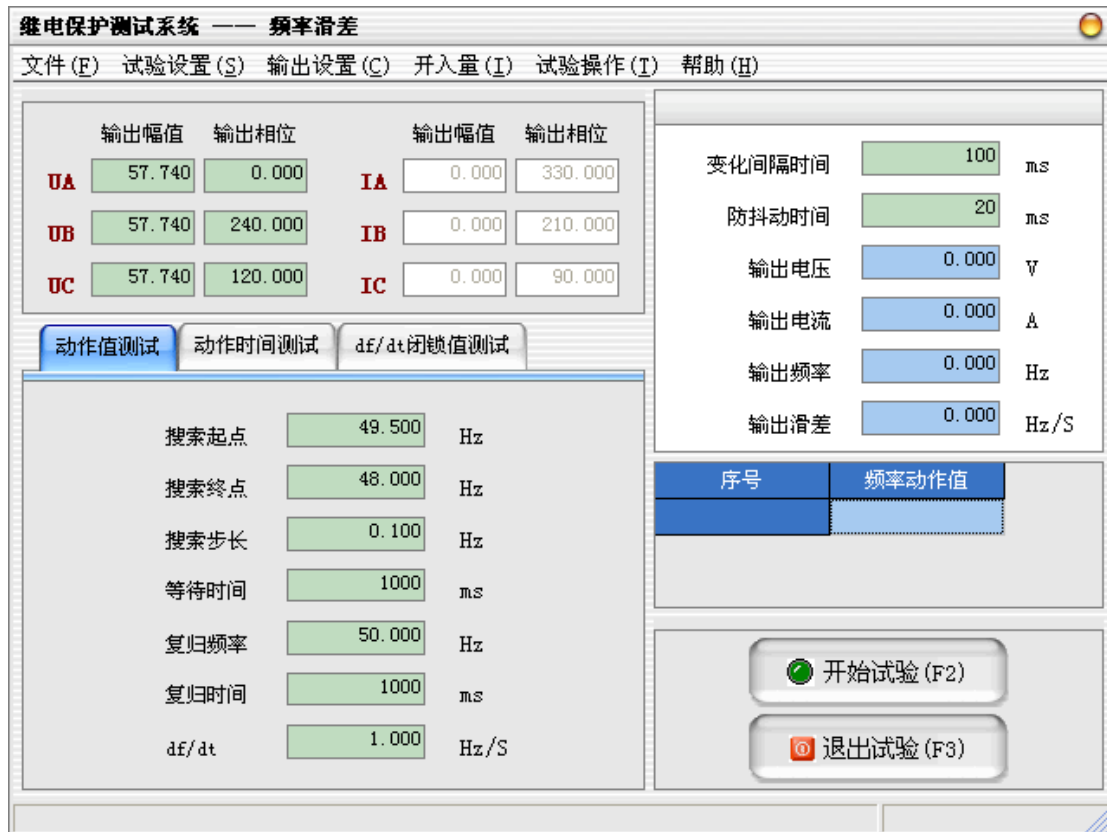 继电保护测试系统 —— 频率滑差
文件(F) 试验设置(S) 输出设置(C) 开入量(I) 试验操作(T) 帮助(H)
输出幅值 输出相位 输出幅值 输出相位
UA 57.740 0.000 IA 0.000 330.000
UB 57.740 240.000 IB 0.000 210.000
UC 57.740 120.000 IC 0.000 90.000
动作值测试 动作时间测试 df/dt闭锁值测试
搜索起点 49.500 Hz
搜索终点 48.000 Hz
搜索步长 0.100 Hz
等待时间 1000 ms
复归频率 50.000 Hz
复归时间 1000 ms
df/dt 1.000 Hz/S
变化间隔时间 100 ms
防抖动时间 20 ms
输出电压 0.000 V
输出电流 0.000 A
输出频率 0.000 Hz
输出滑差 0.000 Hz/S
序号 频率动作值
开始试验(F2)
退出试验(F3)